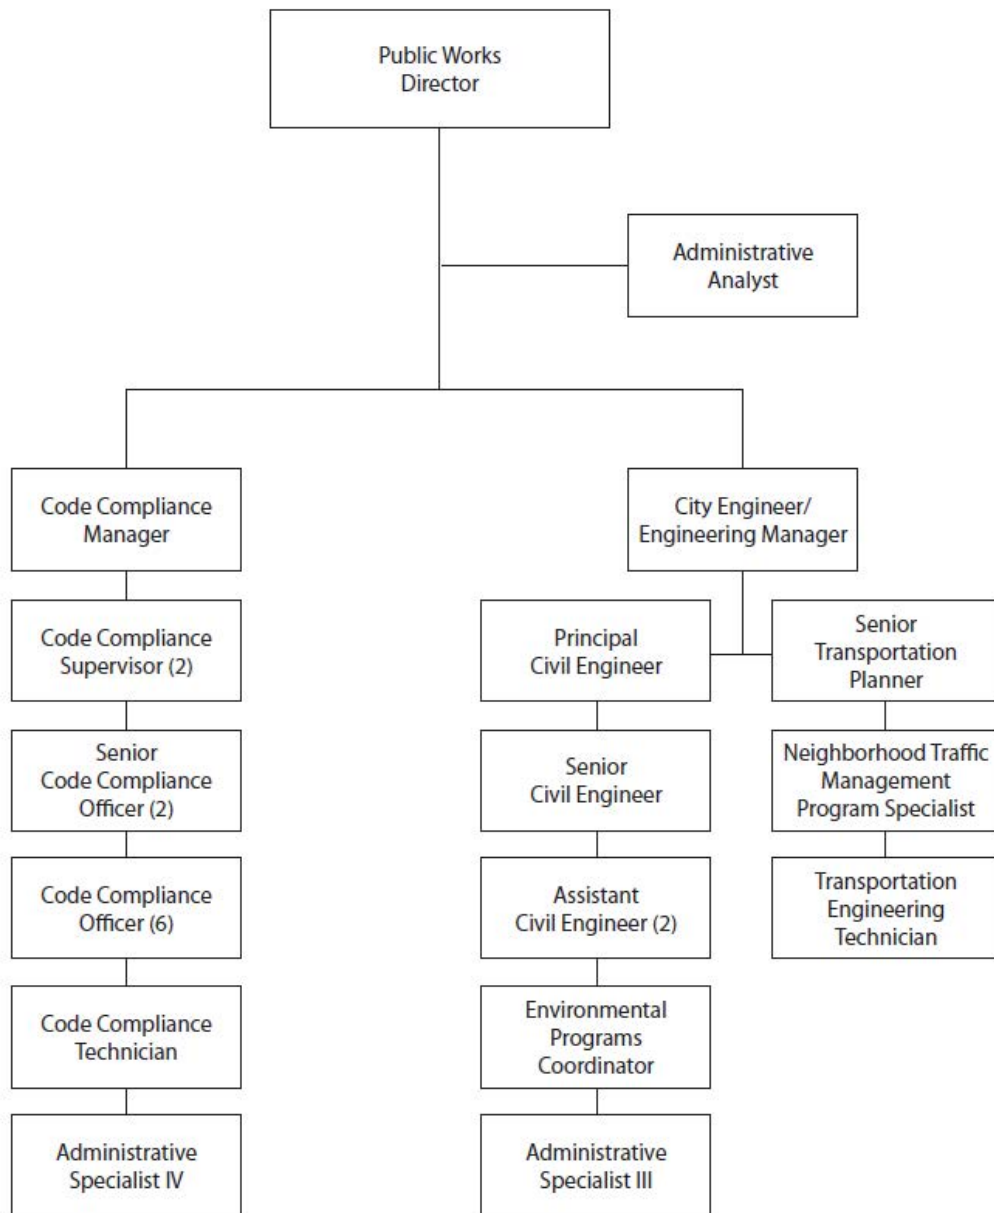 Public Works
Director
Administrative
Analyst
Code Compliance
Manager
City Engineer/
Engineering Manager
Code Compliance
Supervisor (2)
Principal
Civil Engineer
Senior
Transportation
Planner
Senior
Code Compliance
Officer (2)
Senior
Civil Engineer
Neighborhood Traffic
Management
Program Specialist
Code Compliance
Officer (6)
Assistant
Civil Engineer (2)
Transportation
Engineering
Technician
Code Compliance
Technician
Environmental
Programs
Coordinator
Administrative
Specialist IV
Administrative
Specialist III